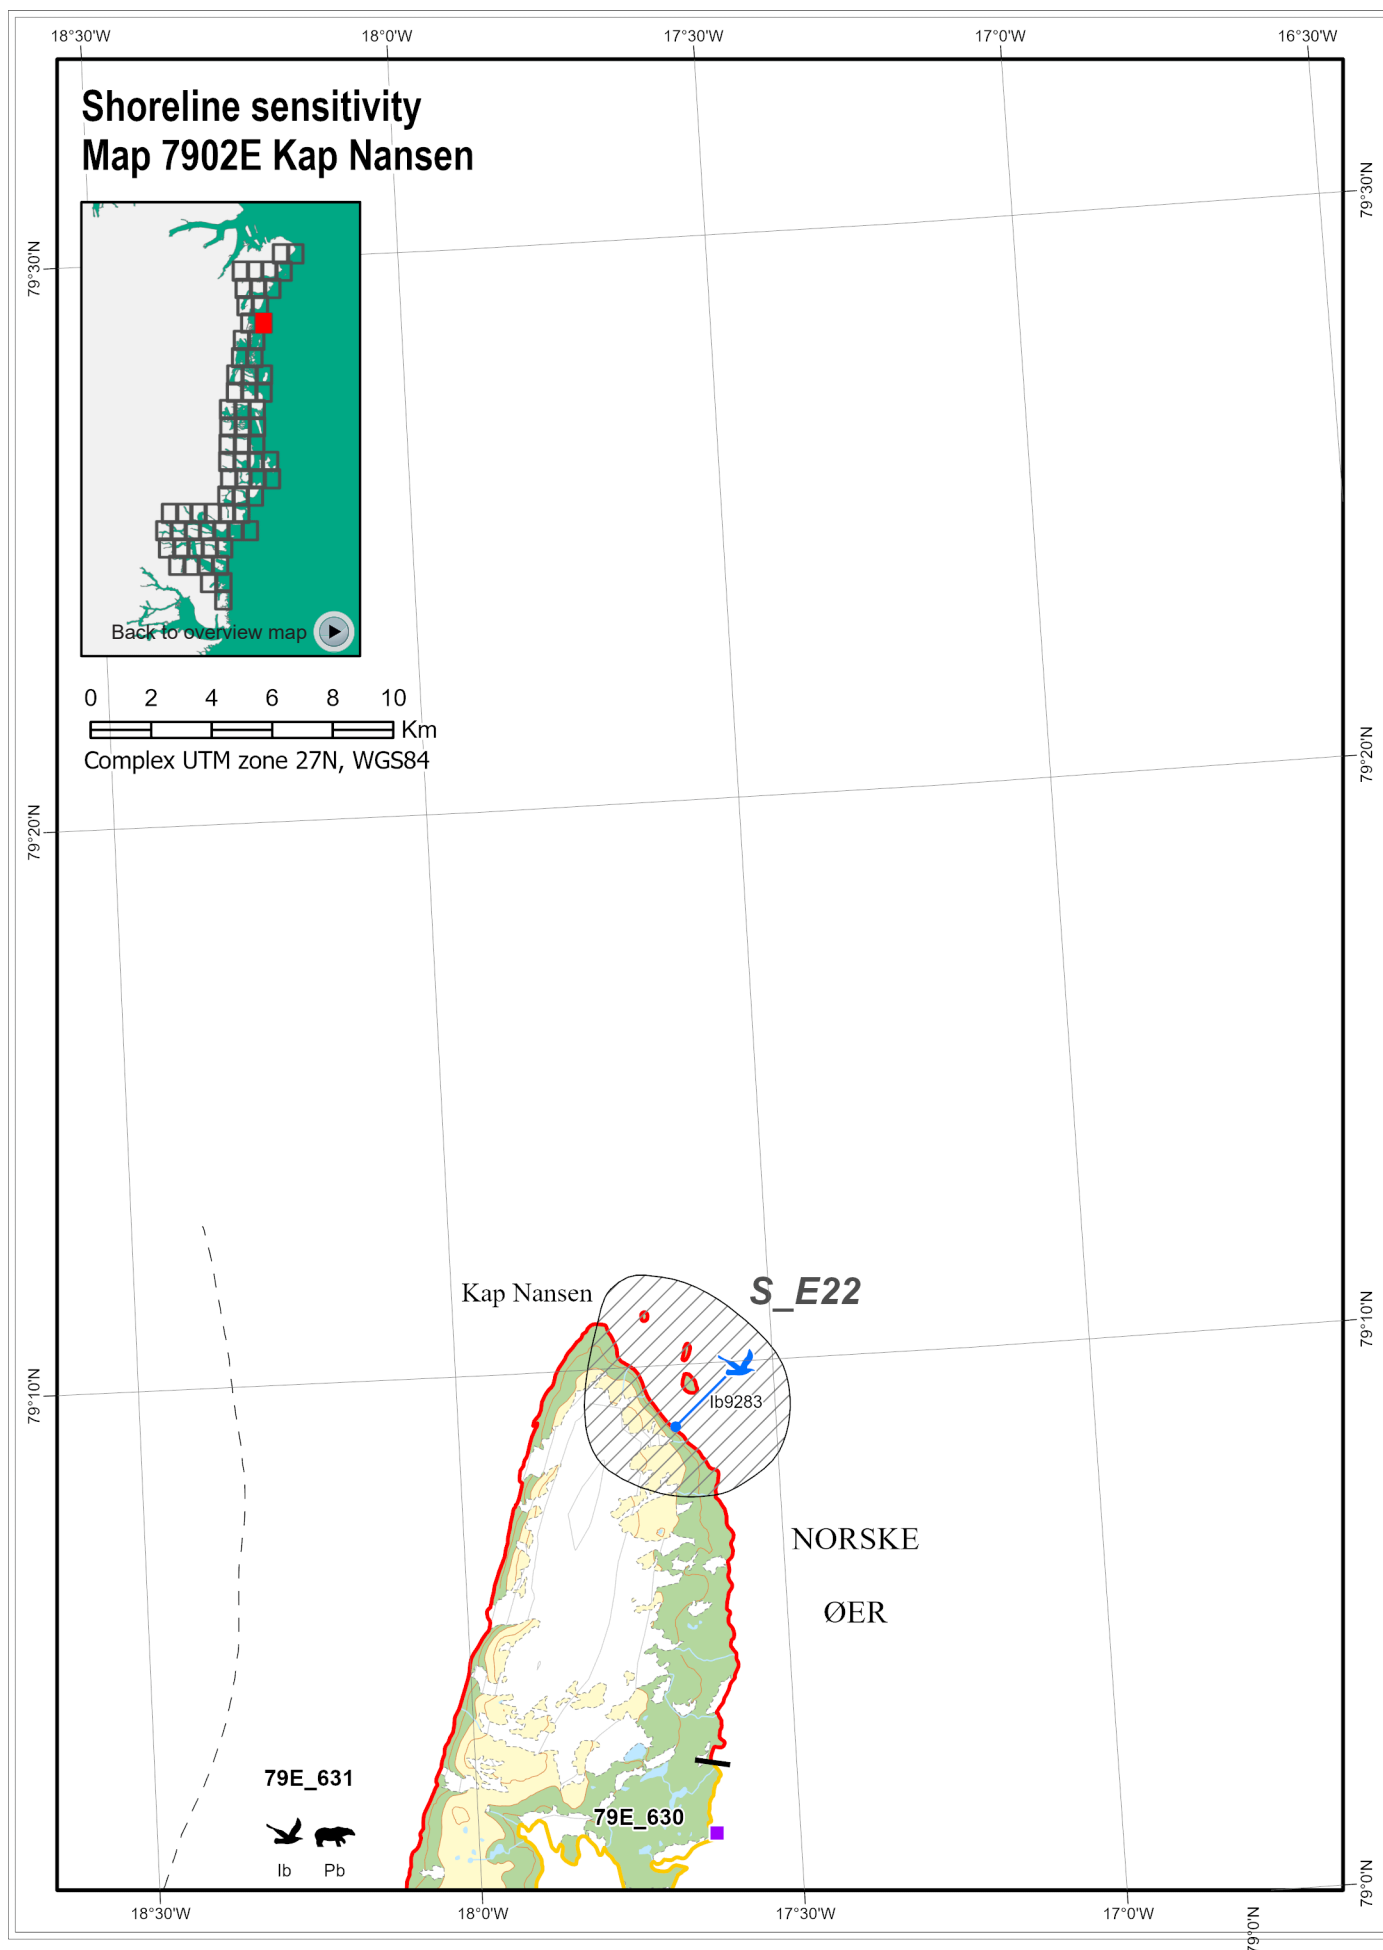 18°30'W 18°0'W 17°30'W 17°0'W 16°30'W
Shoreline sensitivity
Map 7902E Kap Nansen
79°30'N
79°30'N
Back to overview map
0 2 4 6 8 10
Km
Complex UTM zone 27N, WGS84
79°20'N
79°20'N
S_E22
Kap Nansen
79°10'N
79°10'N
Ib9283
NORSKE
ØER
79E_631
79E_630
Ib Pb
79°0'N
18°30'W 18°0'W 17°30'W 17°0'W
79°0'N